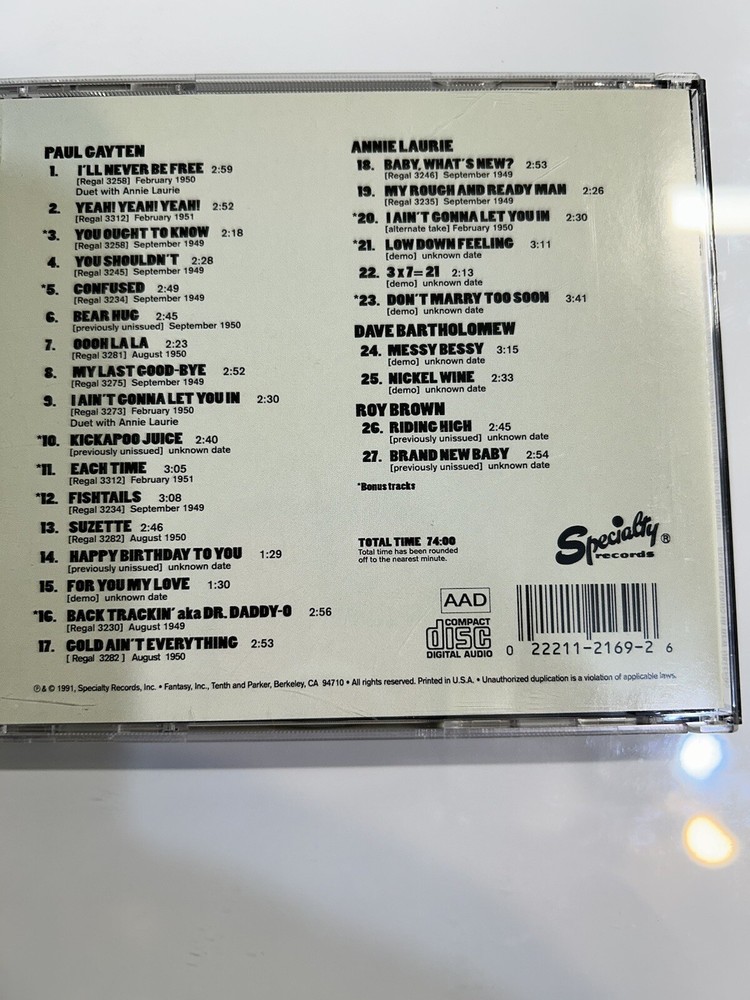 PAUL GAYTEN
1. I'LL NEVER BE FREE 2:59
[Regal 3258] February 1950
Duet with Annie Laurie
2. YEAH! YEAH! YEAH! 2:52
[Regal 3312] February 1951
*3. YOU OUGHT TO KNOW 2:18
[Regal 3258] September 1949
4. YOU SHOULDN'T 2:28
[Regal 3245] September 1949
*5. CONFUSED 2:49
[Regal 3234] September 1949
6. BEAR HUG 2:45
[previously unissued] September 1950
7. OOOH LA LA 2:23
[Regal 3281] August 1950
8. MY LAST GOOD-BYE 2:52
[Regal 3275] September 1949
9. I AIN'T GONNA LET YOU IN 2:30
[Regal 3273] February 1950
Duet with Annie Laurie
*10. KICKAPOO JUICE 2:40
[previously unissued] unknown date
*11. EACH TIME 3:05
[Regal 3312] February 1951
*12. FISHTAILS 3:08
[Regal 3234] September 1949
13. SUZETTE 2:46
[Regal 3282] August 1950
14. HAPPY BIRTHDAY TO YOU 1:29
[previously unissued] unknown date
15. FOR YOU MY LOVE 1:30
[demo] unknown date
*16. BACK TRACKIN' aka DR. DADDY-O 2:56
[Regal 3230] August 1949
17. GOLD AIN'T EVERYTHING 2:53
[ Regal 3282 ] August 1950
ANNIE LAURIE
18. BABY, WHAT'S NEW? 2:53
[Regal 3246] September 1949
19. MY ROUGH AND READY MAN 2:26
[Regal 3235] September 1949
*20. I AIN'T GONNA LET YOU IN 2:30
[alternate take] February 1950
*21. LOW DOWN FEELING 3:11
[demo] unknown date
22. 3 x 7 = 21 2:13
[demo] unknown date
*23. DON'T MARRY TOO SOON 3:41
[demo] unknown date
DAVE BARTHOLOMEW
24. MESSY BESSY 3:15
[demo] unknown date
25. NICKEL WINE 2:33
[demo] unknown date
ROY BROWN
26. RIDING HIGH 2:45
[previously unissued] unknown date
27. BRAND NEW BABY 2:54
[previously unissued] unknown date
*Bonus tracks
TOTAL TIME 74:00
Total time has been rounded
off to the nearest minute.
Specialty®
records
AAD
COMPACT
disc
DIGITAL AUDIO
0 22211-2169-2 6
℗ & © 1991, Specialty Records, Inc. • Fantasy, Inc., Tenth and Parker, Berkeley, CA 94710 • All rights reserved. Printed in U.S.A. • Unauthorized duplication is a violation of applicable laws.